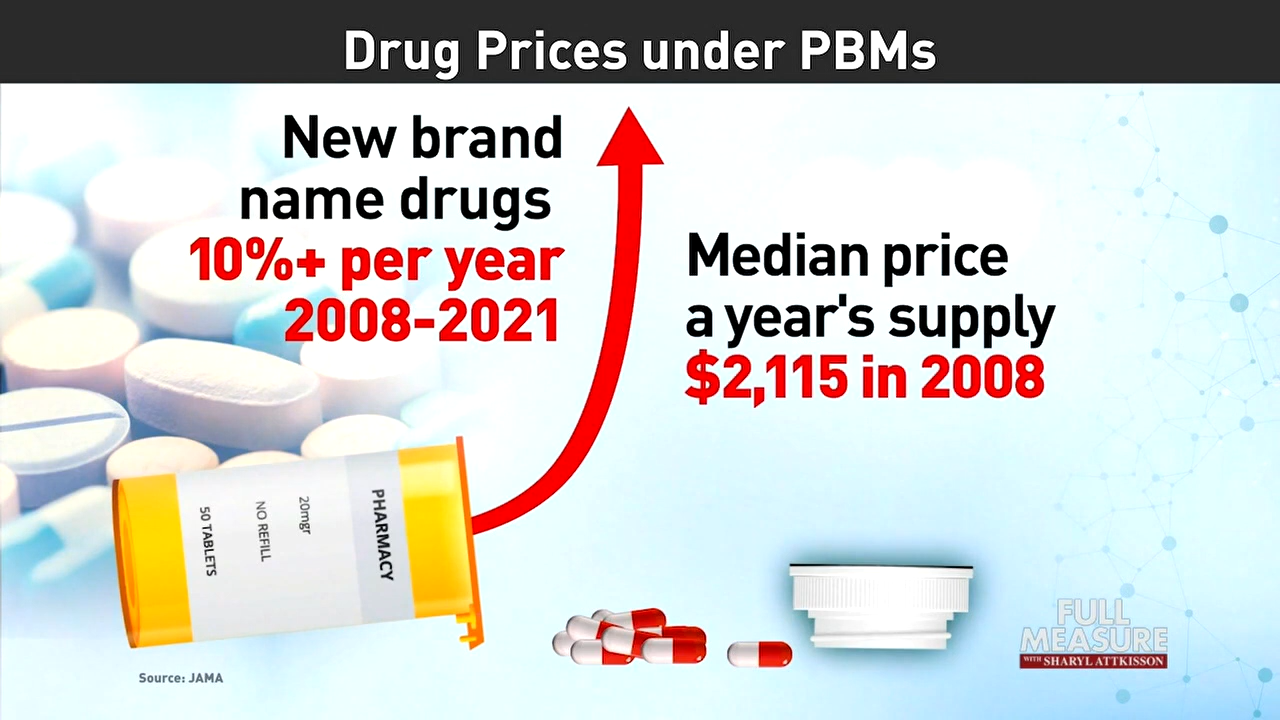 Drug Prices under PBMs
New brand
name drugs
10%+ per year
2008-2021
Median price
a year's supply
$2,115 in 2008
PHARMACY
20mgr
NO REFILL
50 TABLETS
Source: JAMA
FULL
MEASURE
WITH SHARYL ATTKISSON